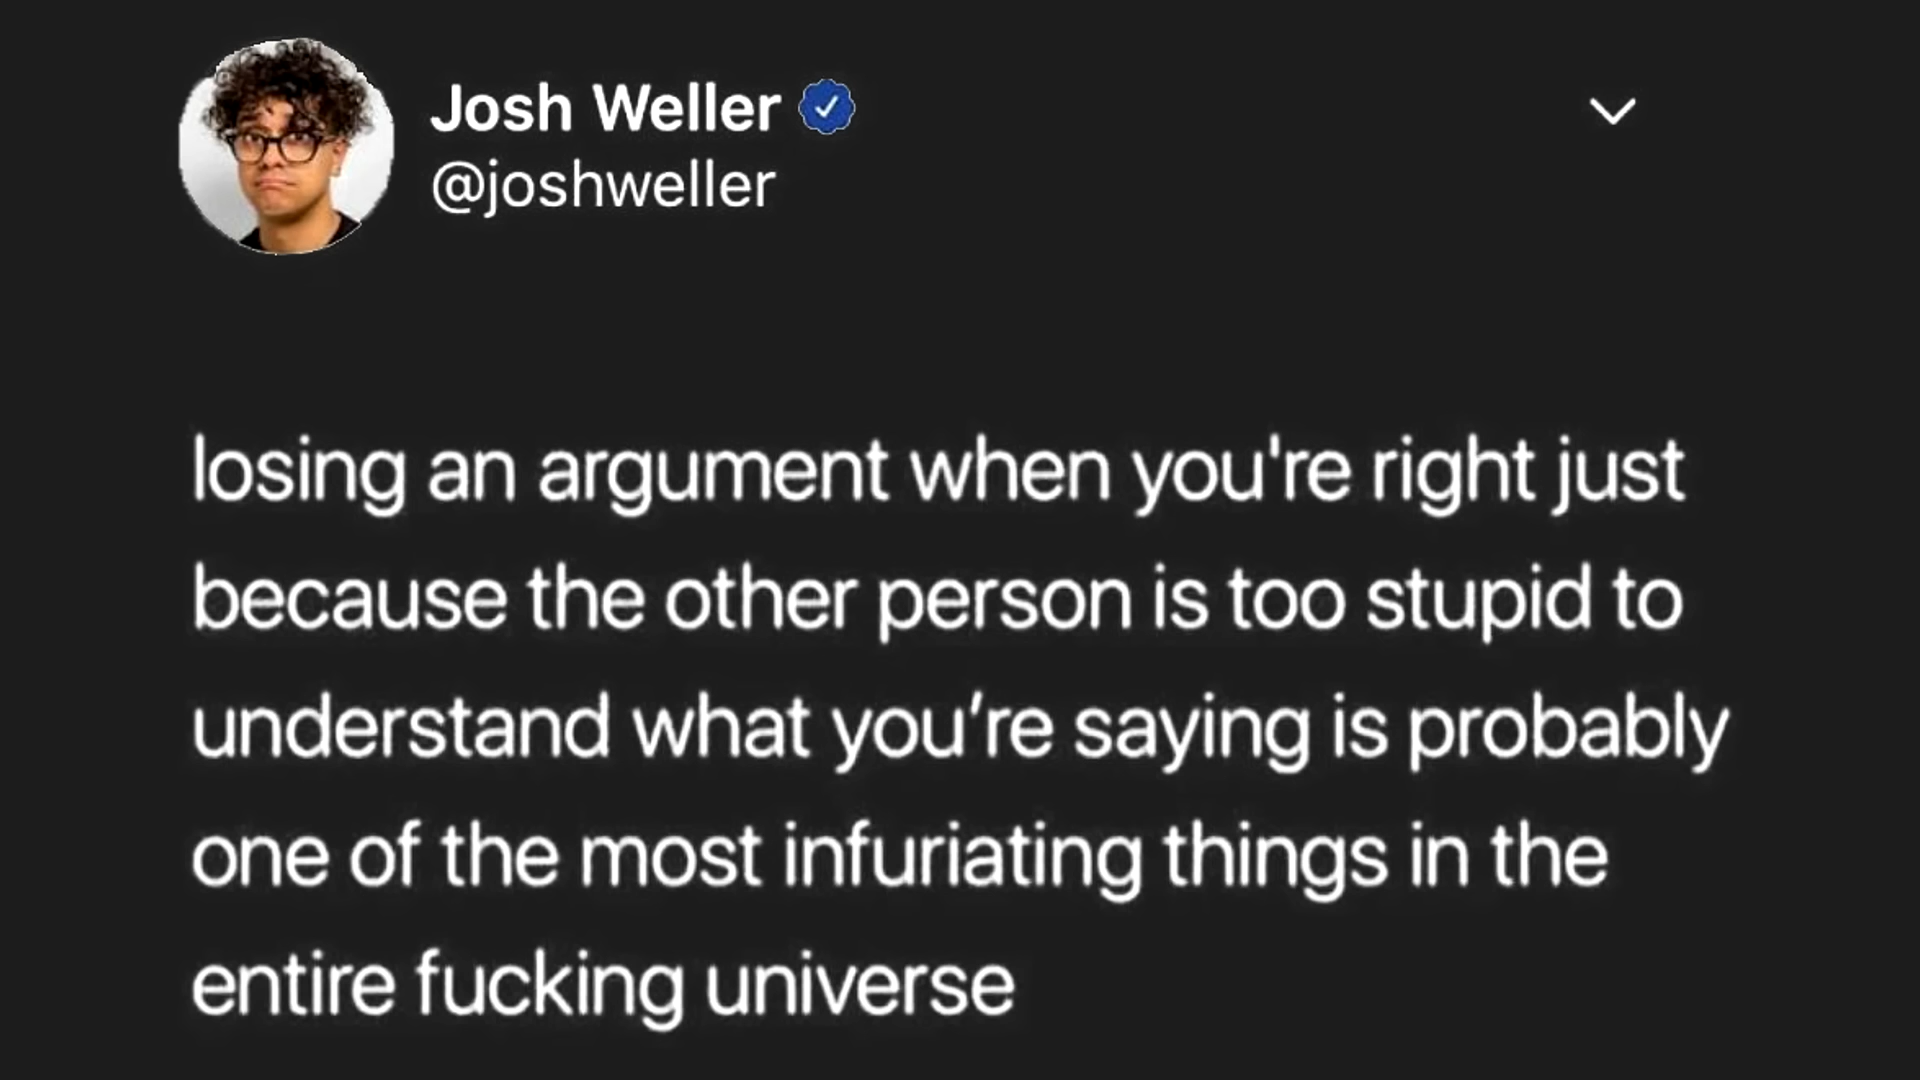 Josh Weller
@joshweller
losing an argument when you're right just
because the other person is too stupid to
understand what you’re saying is probably
one of the most infuriating things in the
entire fucking universe